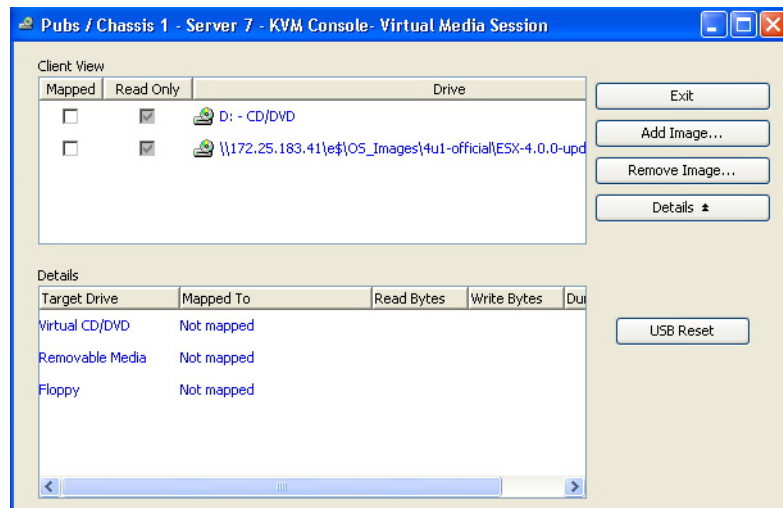 Pubs / Chassis 1 - Server 7 - KVM Console- Virtual Media Session
Client View
Mapped Read Only Drive
D: - CD/DVD
\\172.25.183.41\e$\OS_Images\4u1-official\ESX-4.0.0-upd
Exit
Add Image...
Remove Image...
Details
Details
Target Drive Mapped To Read Bytes Write Bytes
Virtual CD/DVD Not mapped
Removable Media Not mapped
Floppy Not mapped
USB Reset